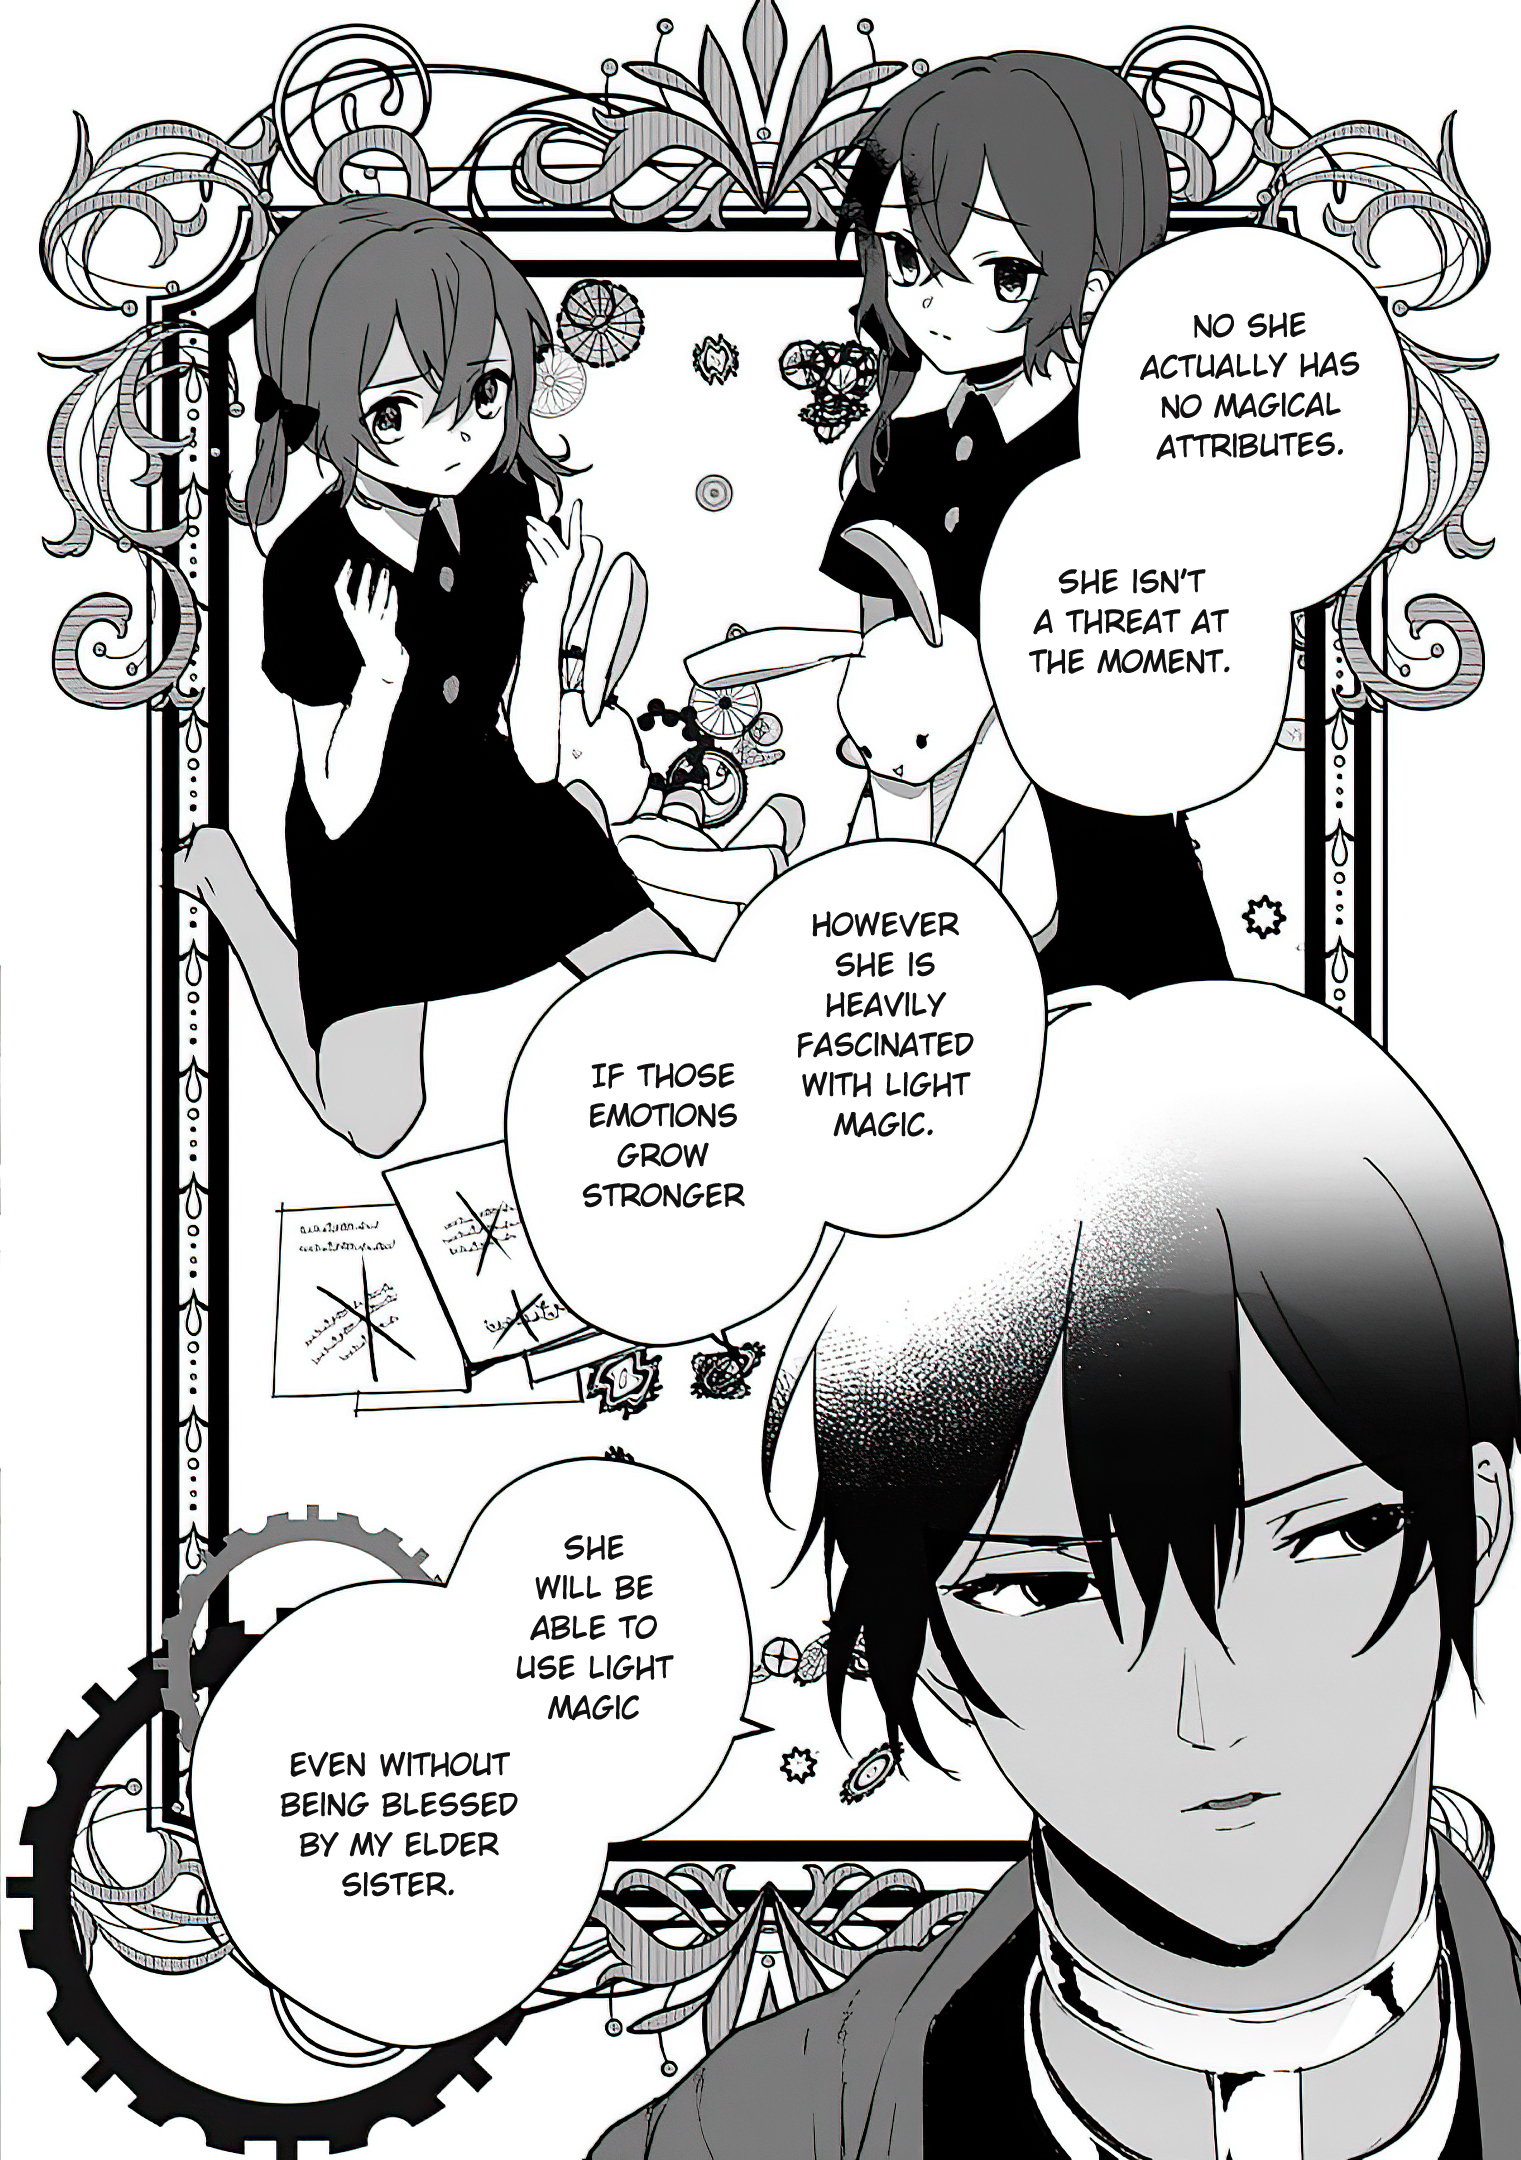 NO SHE
ACTUALLY HAS
NO MAGICAL
ATTRIBUTES.
SHE ISN'T
A THREAT AT
THE MOMENT.
HOWEVER
SHE IS
HEAVILY
FASCINATED
WITH LIGHT
MAGIC.
IF THOSE
EMOTIONS
GROW
STRONGER
SHE
WILL BE
ABLE TO
USE LIGHT
MAGIC
EVEN WITHOUT
BEING BLESSED
BY MY ELDER
SISTER.